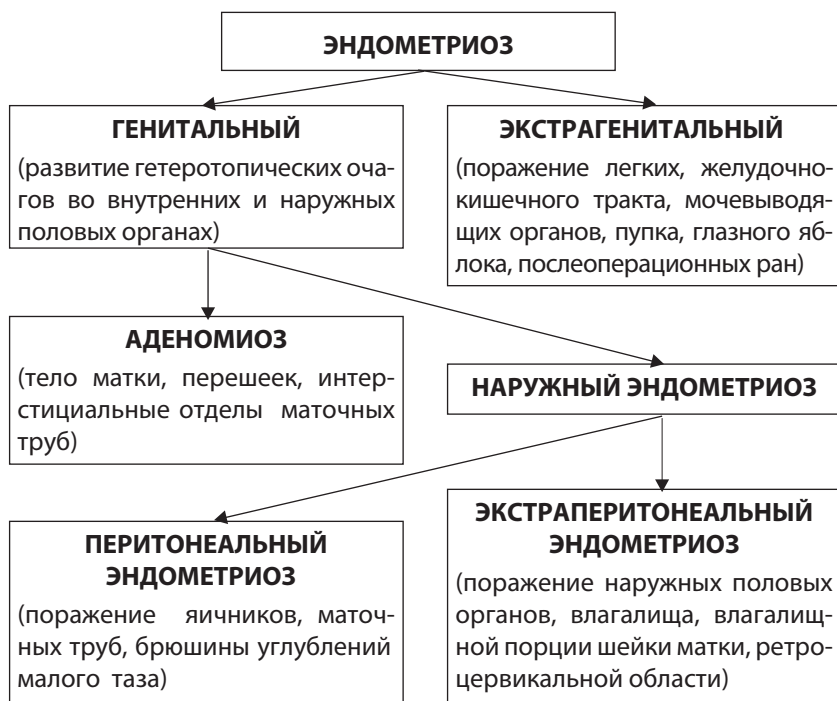 ЭНДОМЕТРИОЗ
ГЕНИТАЛЬНЫЙ
(развитие гетеротопических оча-
гов во внутренних и наружных
половых органах)
ЭКСТРАГЕНИТАЛЬНЫЙ
(поражение легких, желудочно-
кишечного тракта, мочевыводя-
щих органов, пупка, глазного яб-
лока, послеоперационных ран)
АДЕНОМИОЗ
(тело матки, перешеек, интер-
стициальные отделы маточных
труб)
НАРУЖНЫЙ ЭНДОМЕТРИОЗ
ПЕРИТОНЕАЛЬНЫЙ
ЭНДОМЕТРИОЗ
(поражение яичников, маточ-
ных труб, брюшины углублений
малого таза)
ЭКСТРАПЕРИТОНЕАЛЬНЫЙ
ЭНДОМЕТРИОЗ
(поражение наружных половых
органов, влагалища, влагалищ-
ной порции шейки матки, ретро-
цервикальной области)